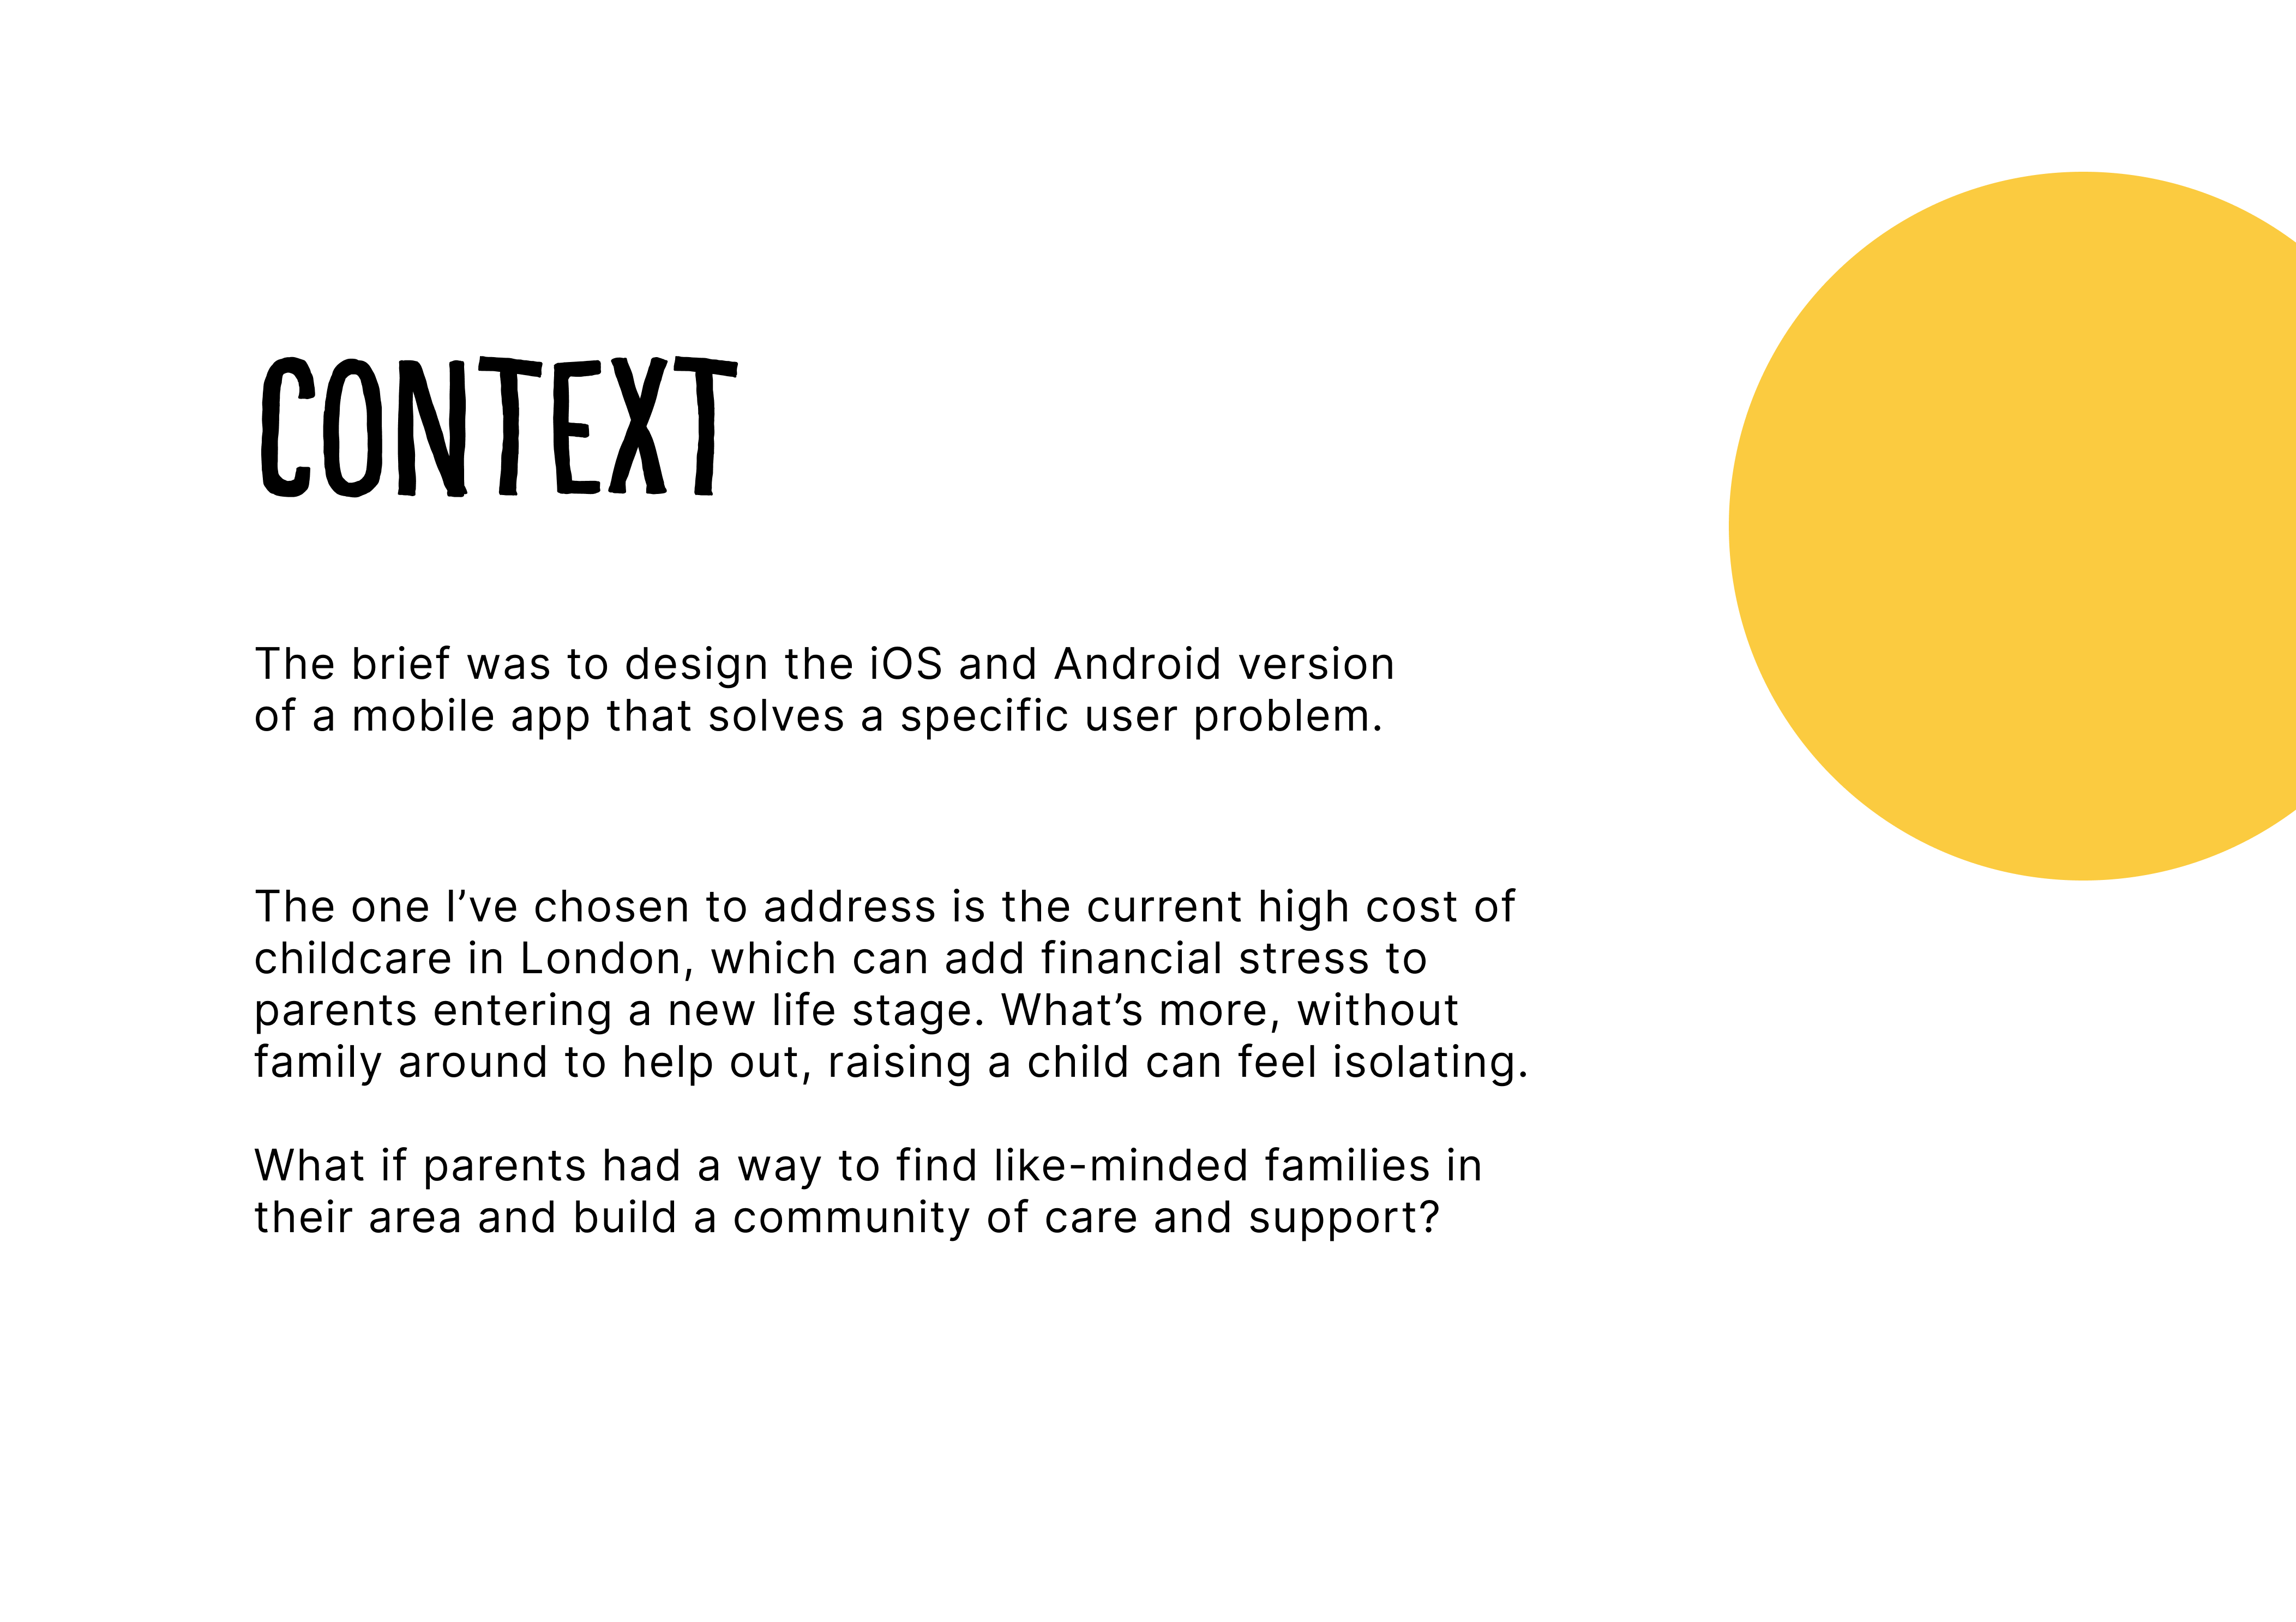 CONTEXT
The brief was to design the iOS and Android version
of a mobile app that solves a specific user problem.
The one I’ve chosen to address is the current high cost of
childcare in London, which can add financial stress to
parents entering a new life stage. What’s more, without
family around to help out, raising a child can feel isolating.
What if parents had a way to find like-minded families in
their area and build a community of care and support?